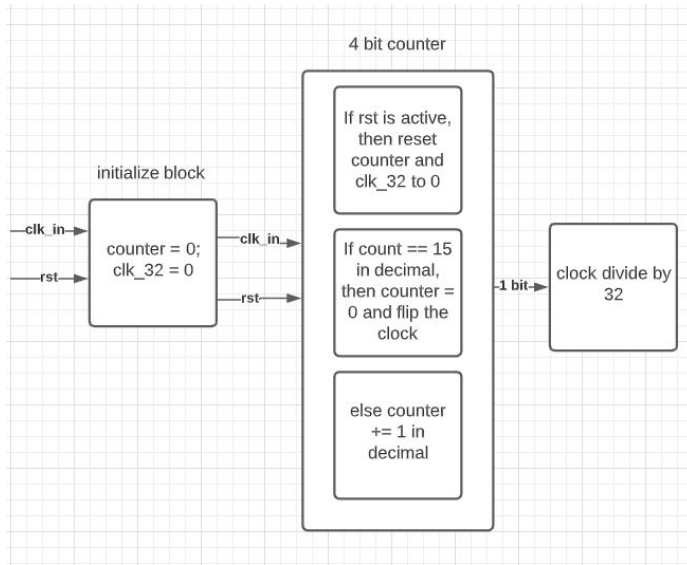 4 bit counter
If rst is active,
then reset
counter and
clk_32 to 0
initialize block
clk_in
rst
counter = 0;
clk_32 = 0
clk_in
rst
If count == 15
in decimal,
then counter =
0 and flip the
clock
1 bit
clock divide by
32
else counter
+= 1 in
decimal